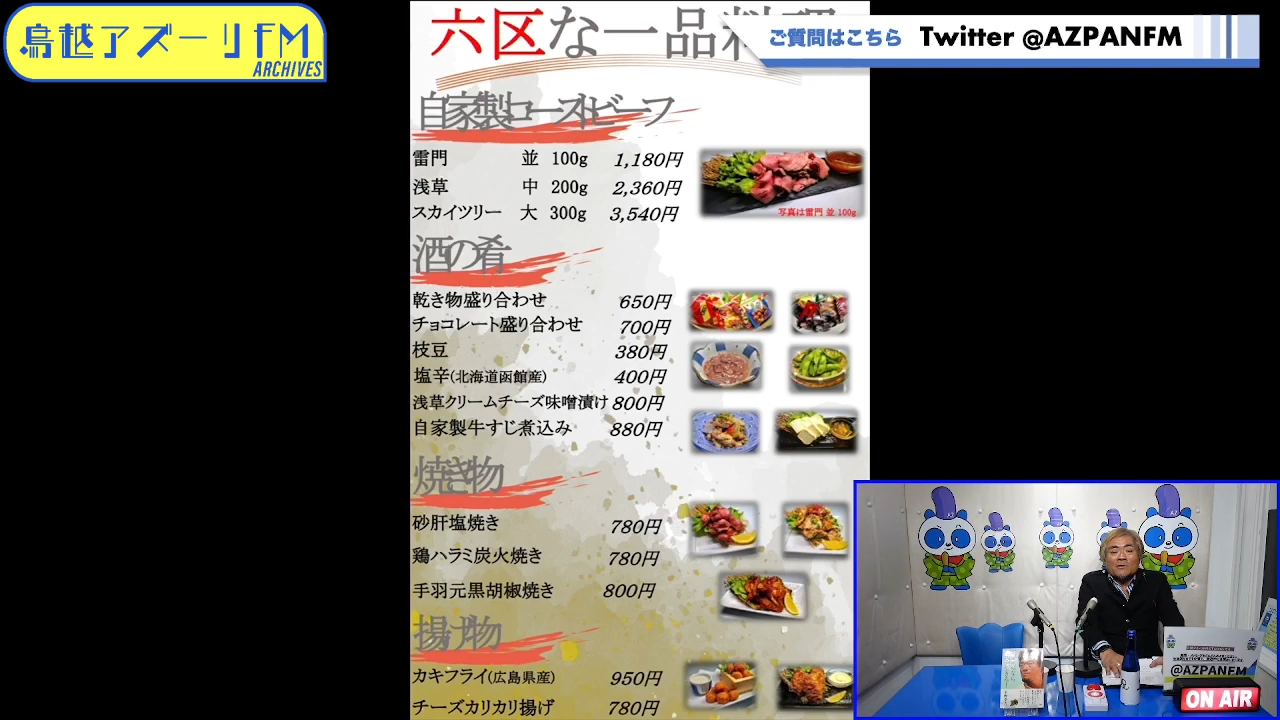 鳥越アズーリFM
ARCHIVES
ご質問はこちら Twitter @AZPANFM
六区な一品料理
自家製ローストビーフ
雷門 並 100g 1,180円
浅草 中 200g 2,360円
スカイツリー 大 300g 3,540円
写真は雷門 並 100g
酒の肴
乾き物盛り合わせ 650円
チョコレート盛り合わせ 700円
枝豆 380円
塩辛(北海道函館産) 400円
浅草クリームチーズ味噌漬け 800円
自家製牛すじ煮込み 880円
焼き物
砂肝塩焼き 780円
鶏ハラミ炭火焼き 780円
手羽元黒胡椒焼き 800円
揚げ物
カキフライ(広島県産) 950円
チーズカリカリ揚げ 780円
@AZPANFM
ON AIR